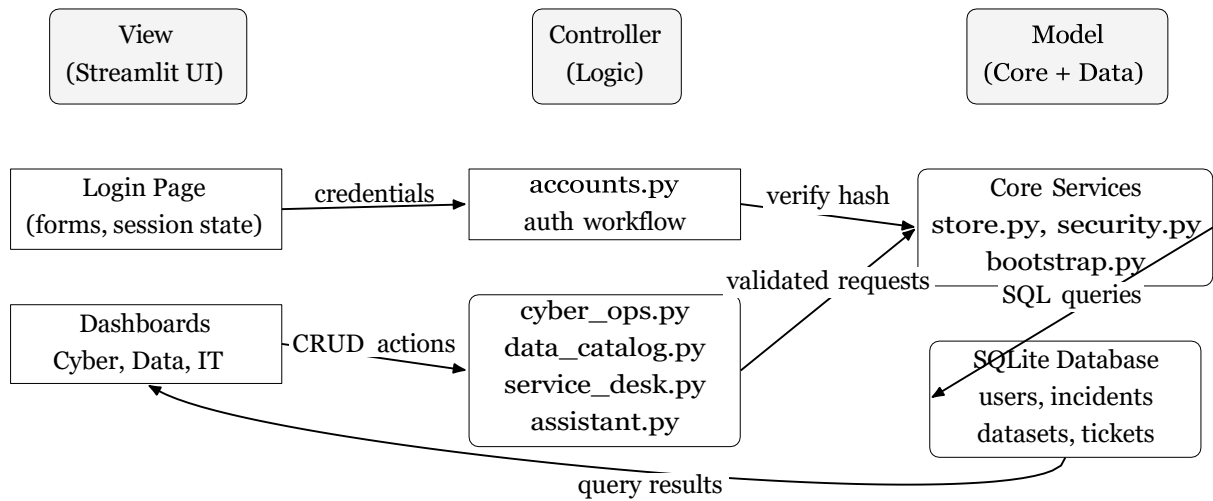 View
(Streamlit UI)
Controller
(Logic)
Model
(Core + Data)
Login Page
(forms, session state)
credentials
accounts.py
auth workflow
verify hash
Core Services
store.py, security.py
bootstrap.py
validated requests
SQL queries
Dashboards
Cyber, Data, IT
CRUD actions
cyber_ops.py
data_catalog.py
service_desk.py
assistant.py
SQLite Database
users, incidents
datasets, tickets
query results